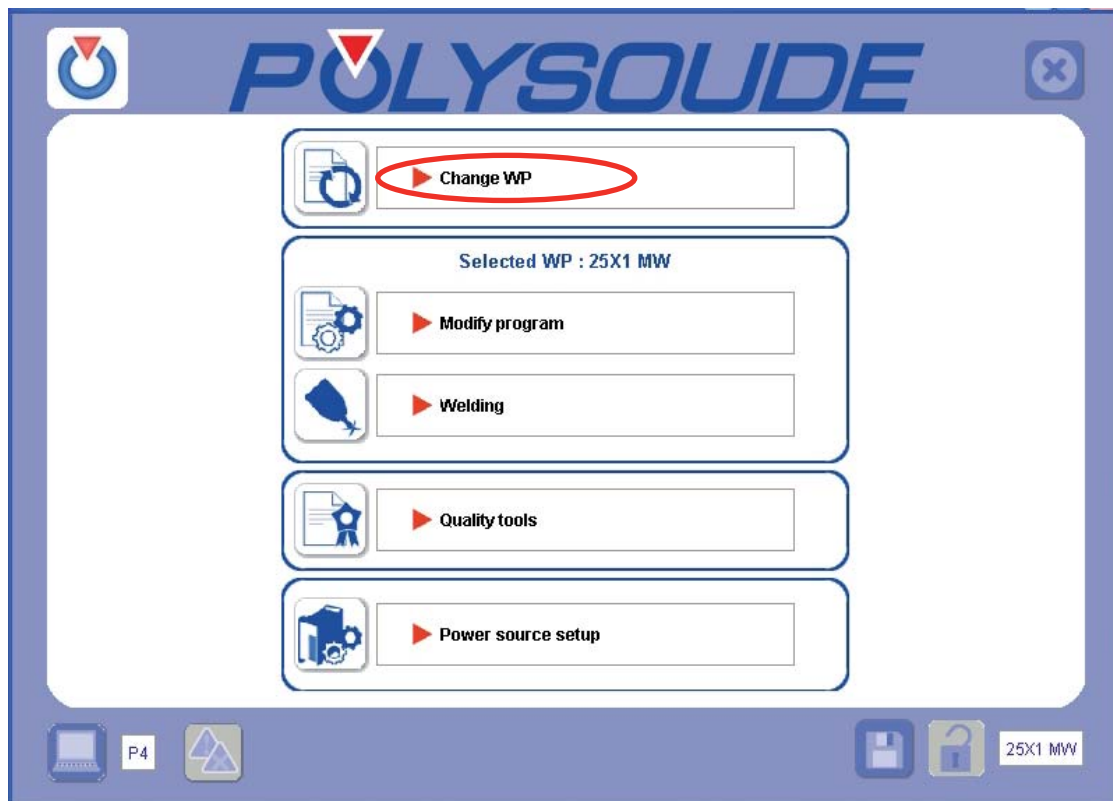 POLYSOUDE
Change WP
Selected WP : 25X1 MW
Modify program
Welding
Quality tools
Power source setup
P4
25X1 MW